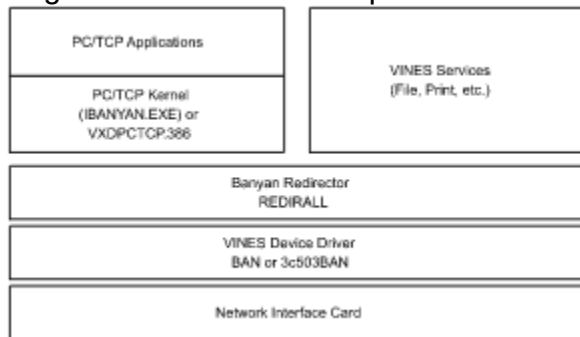 PC/TCP Applications
PC/TCP Kernel
(IBANYAN.EXE) or
VXDPCTCP.386
VINES Services
(File, Print, etc.)
Banyan Redirector
REDIRALL
VINES Device Driver
BAN or 3c503BAN
Network Interface Card